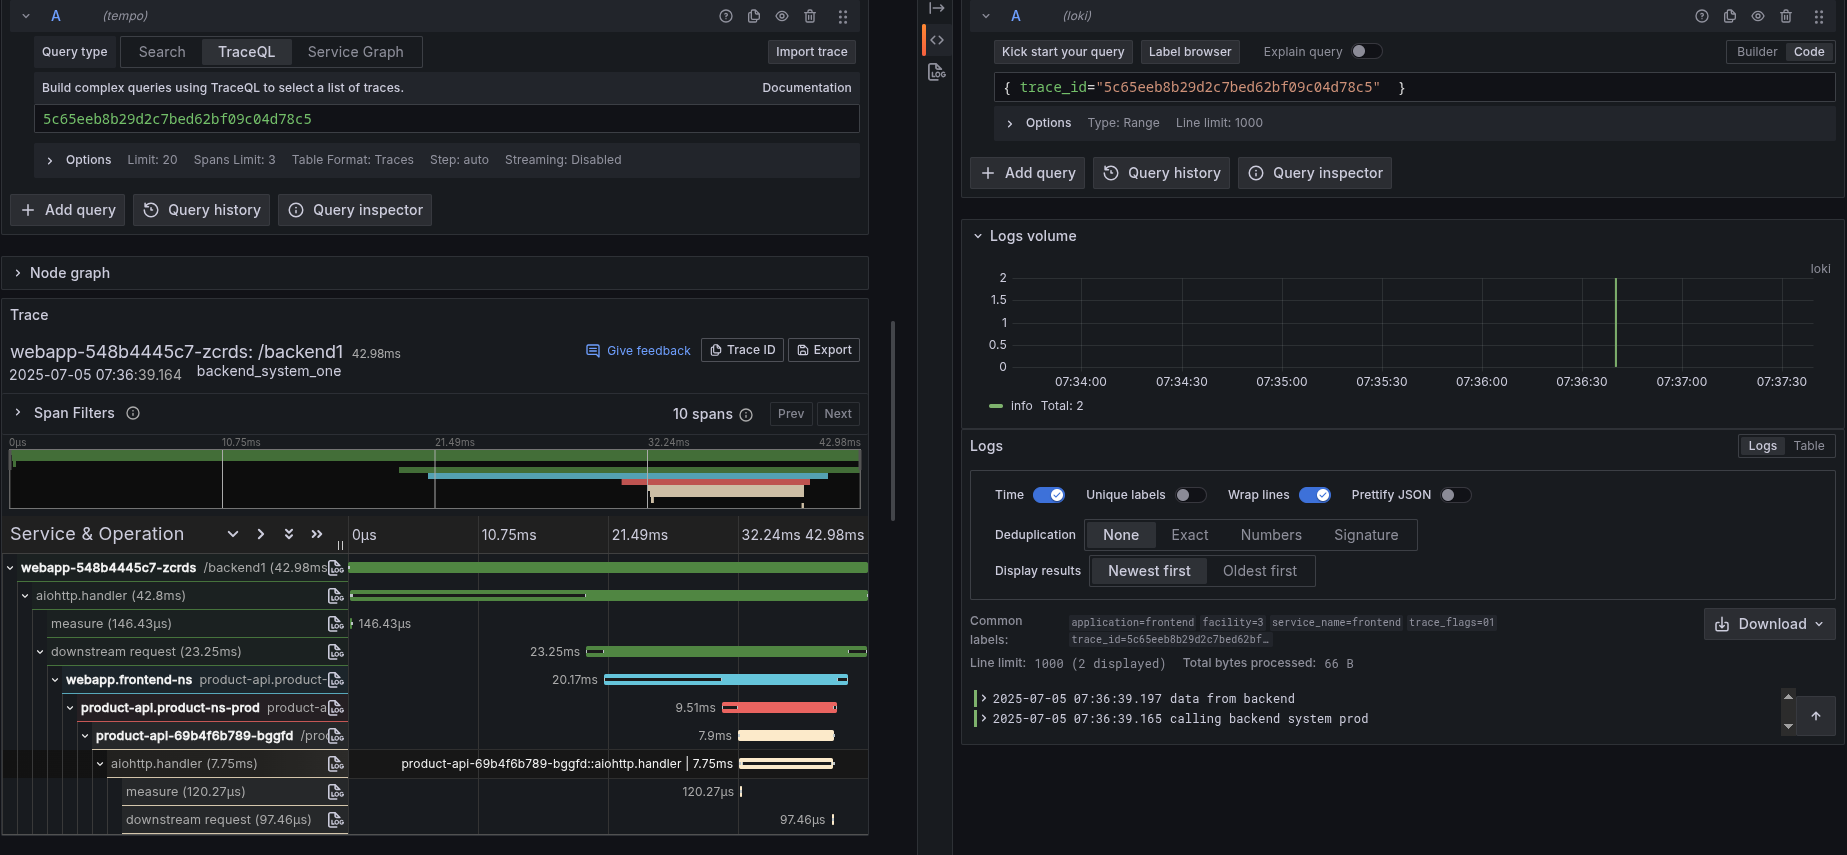 A (tempo)
Query type Search TraceQL Service Graph Import trace
Build complex queries using TraceQL to select a list of traces. Documentation
5c65eeb8b29d2c7bed62bf09c04d78c5
Options Limit: 20 Spans Limit: 3 Table Format: Traces Step: auto Streaming: Disabled
Add query Query history Query inspector
Node graph
Trace
webapp-548b4445c7-zcrds: /backend1 42.98ms Give feedback Trace ID Export
2025-07-05 07:36:39.164 backend_system_one
Span Filters 10 spans Prev Next
0μs 10.75ms 21.49ms 32.24ms 42.98ms
Service & Operation 0μs 10.75ms 21.49ms 32.24ms 42.98ms
webapp-548b4445c7-zcrds /backend1 (42.98ms LOG
aiohttp.handler (42.8ms) LOG
measure (146.43μs) LOG 146.43μs
downstream request (23.25ms) LOG 23.25ms
webapp.frontend-ns product-api.product- LOG 20.17ms
product-api.product-ns-prod product-a LOG 9.51ms
product-api-69b4f6b789-bggfd /pro LOG 7.9ms
aiohttp.handler (7.75ms) LOG product-api-69b4f6b789-bggfd::aiohttp.handler | 7.75ms
measure (120.27μs) LOG 120.27μs
downstream request (97.46μs) LOG 97.46μs
LOG
A (loki)
Kick start your query Label browser Explain query Builder Code
{ trace_id="5c65eeb8b29d2c7bed62bf09c04d78c5" }
Options Type: Range Line limit: 1000
Add query Query history Query inspector
Logs volume
loki
2
1.5
1
0.5
0
07:34:00 07:34:30 07:35:00 07:35:30 07:36:00 07:36:30 07:37:00 07:37:30
info Total: 2
Logs Logs Table
Time Unique labels Wrap lines Prettify JSON
Deduplication None Exact Numbers Signature
Display results Newest first Oldest first
Common labels: application=frontend facility=3 service_name=frontend trace_flags=01
trace_id=5c65eeb8b29d2c7bed62bf…
Download
Line limit: 1000 (2 displayed) Total bytes processed: 66 B
2025-07-05 07:36:39.197 data from backend
2025-07-05 07:36:39.165 calling backend system prod